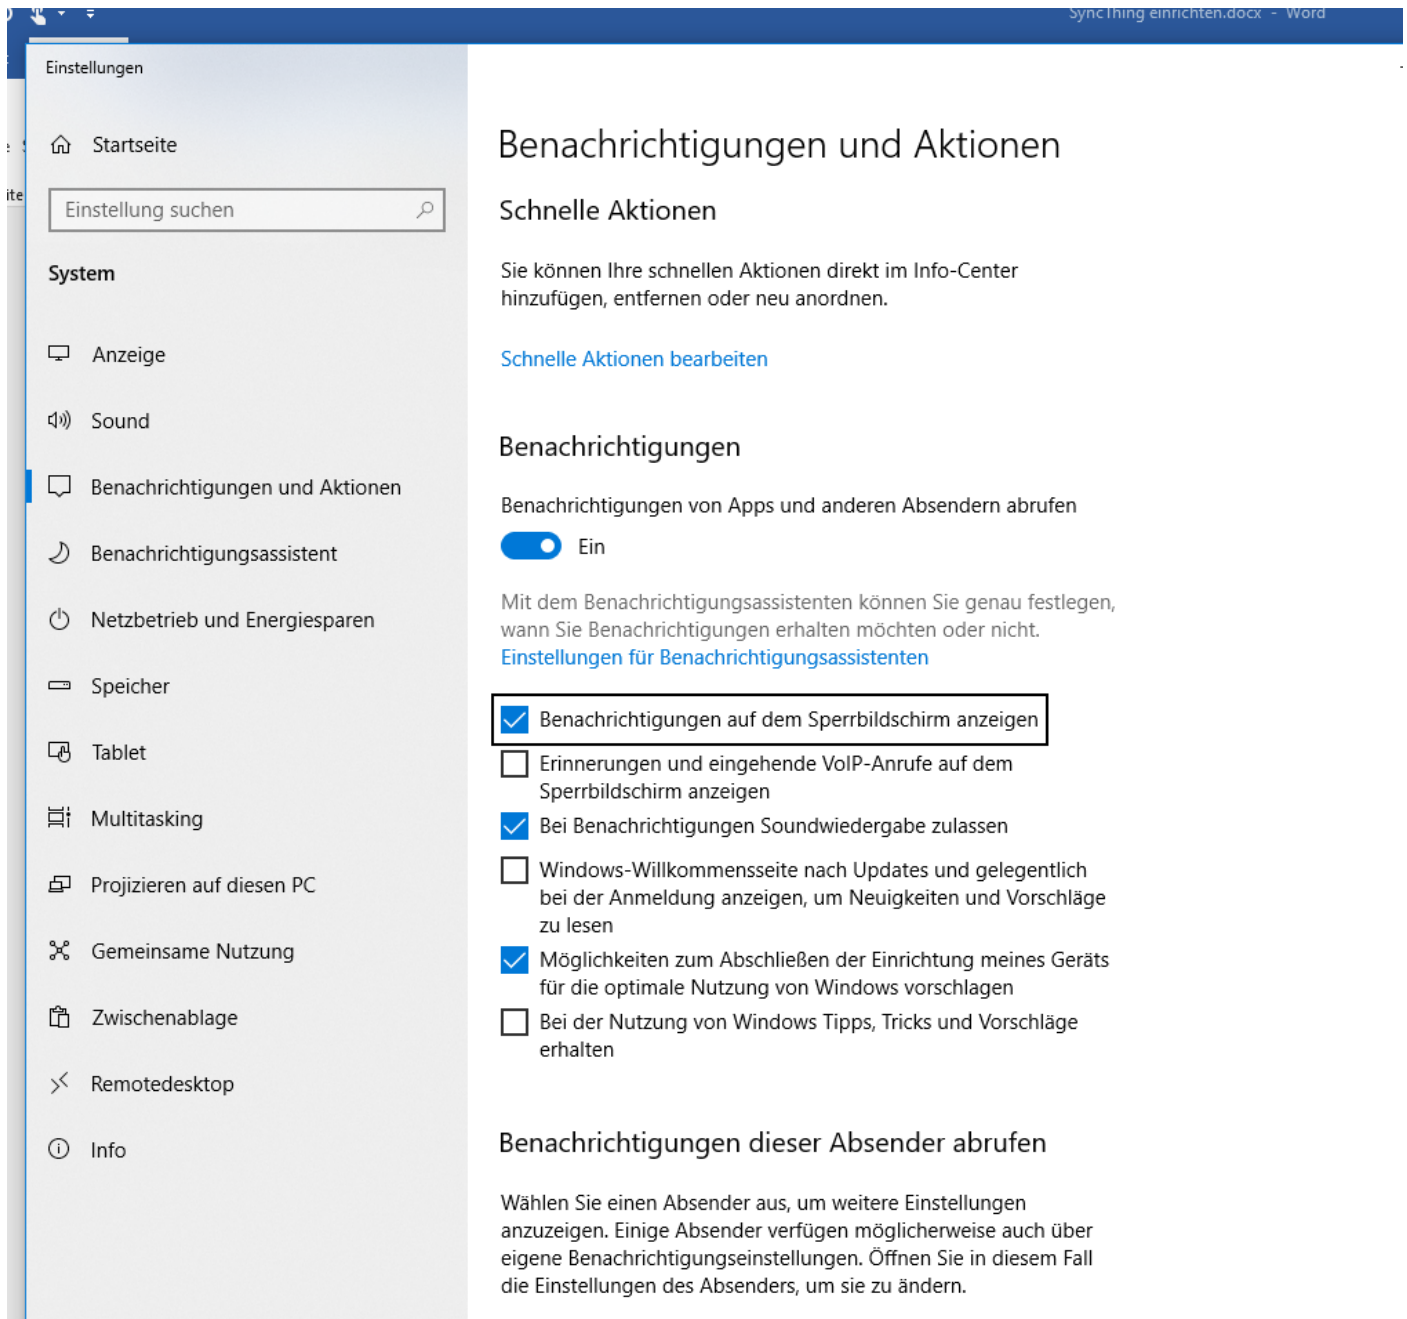 SyncThing einrichten.docx - Word
Einstellungen
Startseite
Einstellung suchen
System
Anzeige
Sound
Benachrichtigungen und Aktionen
Benachrichtigungsassistent
Netzbetrieb und Energiesparen
Speicher
Tablet
Multitasking
Projizieren auf diesen PC
Gemeinsame Nutzung
Zwischenablage
Remotedesktop
Info
Benachrichtigungen und Aktionen
Schnelle Aktionen
Sie können Ihre schnellen Aktionen direkt im Info-Center
hinzufügen, entfernen oder neu anordnen.
Schnelle Aktionen bearbeiten
Benachrichtigungen
Benachrichtigungen von Apps und anderen Absendern abrufen
Ein
Mit dem Benachrichtigungsassistenten können Sie genau festlegen,
wann Sie Benachrichtigungen erhalten möchten oder nicht.
Einstellungen für Benachrichtigungsassistenten
Benachrichtigungen auf dem Sperrbildschirm anzeigen
Erinnerungen und eingehende VoIP-Anrufe auf dem
Sperrbildschirm anzeigen
Bei Benachrichtigungen Soundwiedergabe zulassen
Windows-Willkommensseite nach Updates und gelegentlich
bei der Anmeldung anzeigen, um Neuigkeiten und Vorschläge
zu lesen
Möglichkeiten zum Abschließen der Einrichtung meines Geräts
für die optimale Nutzung von Windows vorschlagen
Bei der Nutzung von Windows Tipps, Tricks und Vorschläge
erhalten
Benachrichtigungen dieser Absender abrufen
Wählen Sie einen Absender aus, um weitere Einstellungen
anzuzeigen. Einige Absender verfügen möglicherweise auch über
eigene Benachrichtigungseinstellungen. Öffnen Sie in diesem Fall
die Einstellungen des Absenders, um sie zu ändern.